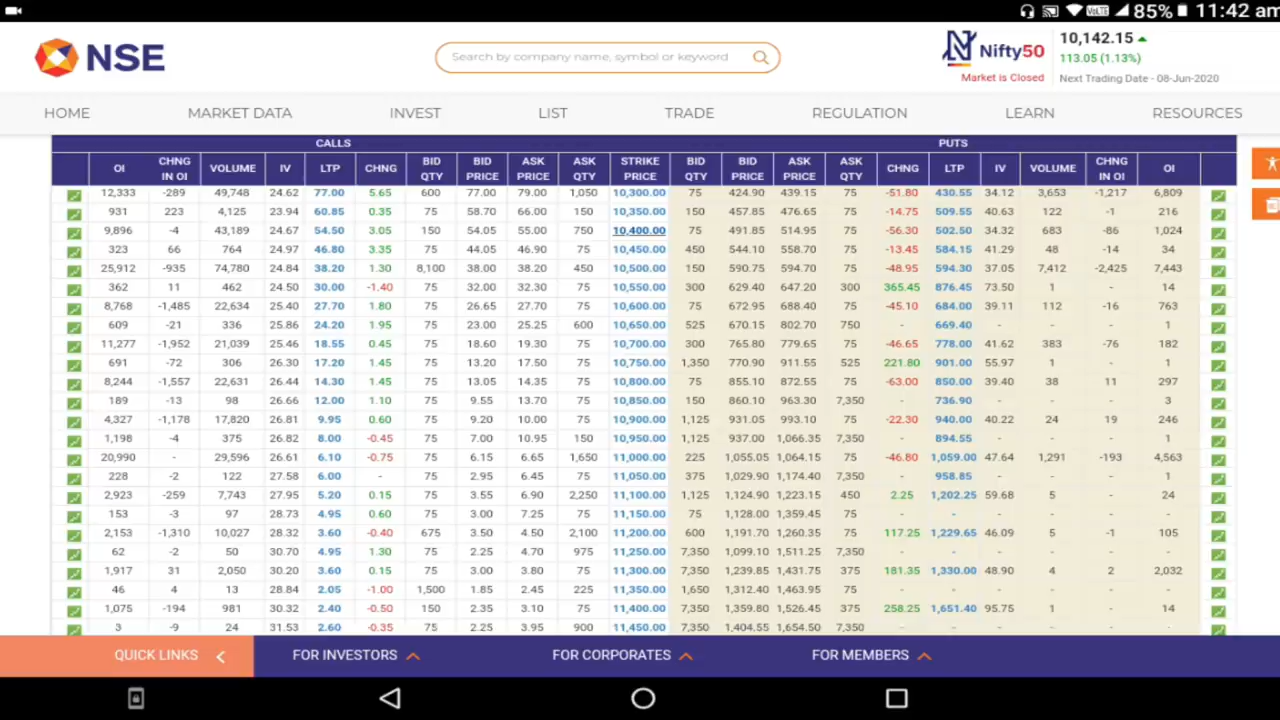 VoLTE 85% 11:42 am
NSE
Search by company name, symbol or keyword
Nifty50
10,142.15
113.05 (1.13%)
Market is Closed
Next Trading Date - 08-Jun-2020
HOME MARKET DATA INVEST LIST TRADE REGULATION LEARN RESOURCES
CALLS PUTS
OI CHNG IN OI VOLUME IV LTP CHNG BID QTY BID PRICE ASK PRICE ASK QTY STRIKE PRICE BID QTY BID PRICE ASK PRICE ASK QTY CHNG LTP IV VOLUME CHNG IN OI OI
12,333 -289 49,748 24.62 77.00 5.65 600 77.00 79.00 1,050 10,300.00 75 424.90 439.15 75 -51.80 430.55 34.12 3,653 -1,217 6,809
931 223 4,125 23.94 60.85 0.35 75 58.70 66.00 150 10,350.00 150 457.85 476.65 75 -14.75 509.55 40.63 122 -1 216
9,896 -4 43,189 24.67 54.50 3.05 150 54.05 55.00 750 10,400.00 75 491.85 514.95 75 -56.30 502.50 34.32 683 -86 1,024
323 66 764 24.97 46.80 3.35 75 44.05 46.90 75 10,450.00 450 544.10 558.70 75 -13.45 584.15 41.29 48 -14 34
25,912 -935 74,780 24.84 38.20 1.30 8,100 38.00 38.20 450 10,500.00 150 590.75 594.70 75 -48.95 594.30 37.05 7,412 -2,425 7,443
362 11 462 24.50 30.00 -1.40 75 32.00 32.30 75 10,550.00 300 629.40 647.20 300 365.45 876.45 73.50 1 - 14
8,768 -1,485 22,634 25.40 27.70 1.80 75 26.65 27.70 75 10,600.00 75 672.95 688.40 75 -45.10 684.00 39.11 112 -16 763
609 -21 336 25.86 24.20 1.95 75 23.00 25.25 600 10,650.00 525 670.15 802.70 750 - 669.40 - - - 1
11,277 -1,952 21,039 25.46 18.55 0.45 75 18.60 19.30 75 10,700.00 300 765.80 779.65 75 -46.65 778.00 41.62 383 -76 182
691 -72 306 26.30 17.20 1.45 75 13.20 17.50 75 10,750.00 1,350 770.90 911.55 525 221.80 901.00 55.97 1 - 1
8,244 -1,557 22,631 26.44 14.30 1.45 75 13.05 14.35 75 10,800.00 75 855.10 872.55 75 -63.00 850.00 39.40 38 11 297
189 -13 98 26.66 12.00 1.10 75 9.55 13.70 75 10,850.00 150 860.10 963.30 7,350 - 736.90 - - - 3
4,327 -1,178 17,820 26.81 9.95 0.60 75 9.20 10.00 75 10,900.00 1,125 931.05 993.10 75 -22.30 940.00 40.22 24 19 246
1,198 -4 375 26.82 8.00 -0.45 75 7.00 10.95 150 10,950.00 1,125 937.00 1,066.35 7,350 - 894.55 - - - 1
20,990 - 29,596 26.61 6.10 -0.75 75 6.15 6.65 1,650 11,000.00 225 1,055.05 1,064.15 75 -46.80 1,059.00 47.64 1,291 -193 4,563
228 -2 122 27.58 6.00 - 75 2.95 6.45 75 11,050.00 375 1,029.90 1,174.40 7,350 - 958.85 - - - 1
2,923 -259 7,743 27.95 5.20 0.15 75 3.55 6.90 2,250 11,100.00 1,125 1,124.90 1,223.15 450 2.25 1,202.25 59.68 5 - 24
153 -3 97 28.73 4.95 0.60 75 3.00 7.25 75 11,150.00 75 1,128.00 1,359.45 75 - - - - - -
2,153 -1,310 10,027 28.32 3.60 -0.40 675 3.50 4.50 2,100 11,200.00 600 1,191.70 1,260.35 75 117.25 1,229.65 46.09 5 -1 105
62 -2 50 30.70 4.95 1.30 75 2.25 4.70 975 11,250.00 7,350 1,099.10 1,511.25 7,350 - - - - - -
1,917 31 2,050 30.20 3.60 0.15 75 3.00 3.80 75 11,300.00 7,350 1,239.85 1,431.75 375 181.35 1,330.00 48.90 4 2 2,032
46 4 13 28.84 2.05 -1.00 1,500 1.85 2.45 225 11,350.00 1,650 1,312.40 1,463.95 75 - - - - - -
1,075 -194 981 30.32 2.40 -0.50 150 2.35 3.10 75 11,400.00 7,350 1,359.80 1,526.45 375 258.25 1,651.40 95.75 1 - 14
3 -9 24 31.53 2.60 -0.35 75 2.25 3.95 900 11,450.00 7,350 1,404.55 1,654.50 7,350 - - - - - -
QUICK LINKS FOR INVESTORS FOR CORPORATES FOR MEMBERS